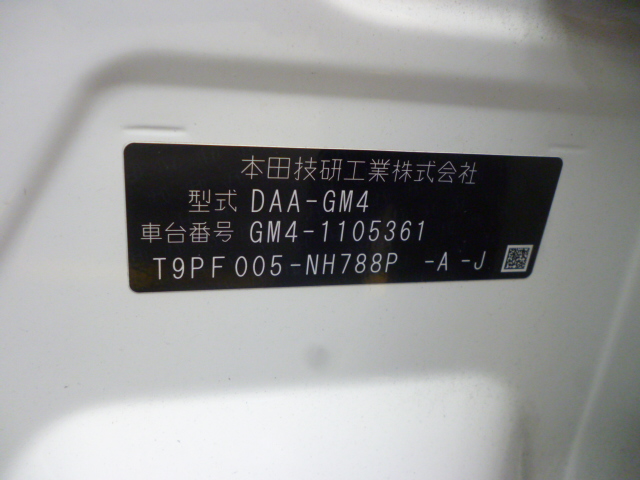 本田技研工業株式会社
型式 DAA-GM4
車台番号 GM4-1105361
T9PF005-NH788P -A-J